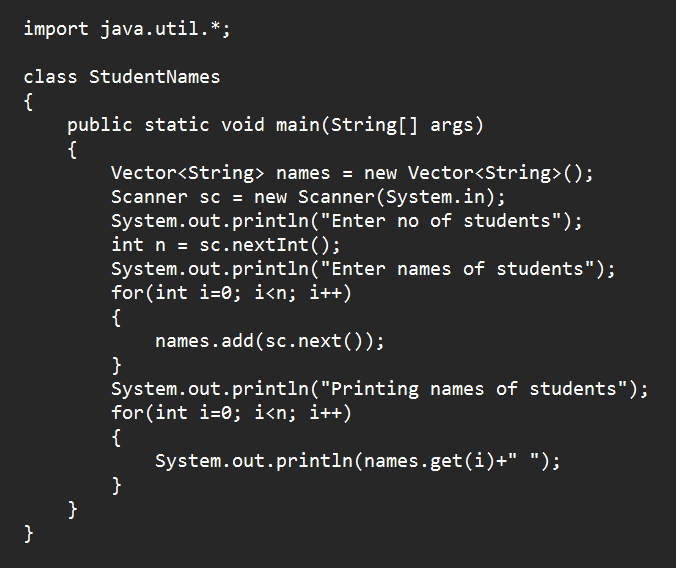 import java.util.*;
class StudentNames
{
public static void main(String[] args)
{
Vector<String> names = new Vector<String>();
Scanner sc = new Scanner(System.in);
System.out.println("Enter no of students");
int n = sc.nextInt();
System.out.println("Enter names of students");
for(int i=0; i<n; i++)
{
names.add(sc.next());
}
System.out.println("Printing names of students");
for(int i=0; i<n; i++)
{
System.out.println(names.get(i)+" ");
}
}
}